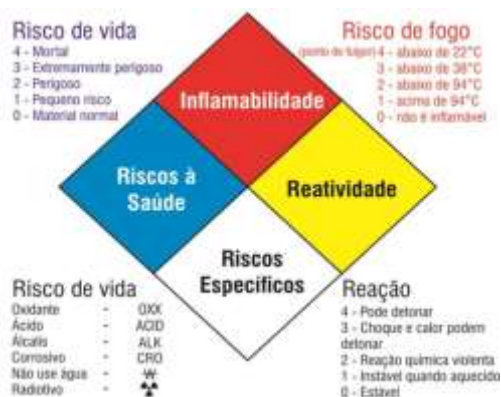 Risco de vida
4 - Mortal
3 - Extremamente perigoso
2 - Perigoso
1 - Pequeno risco
0 - Material normal
Risco de fogo
(ponto de fulgor) 4 - abaixo de 22°C
3 - abaixo de 38°C
2 - abaixo de 94°C
1 - acima de 94°C
0 - não é inflamável
Inflamabilidade
Riscos à
Saúde
Reatividade
Riscos
Específicos
Risco de vida
Oxidante - OXX
Ácido - ACID
Álcalis - ALK
Corrosivo - CRO
Não use água - W
Radiotivo -
Reação
4 - Pode detonar
3 - Choque e calor podem
detonar
2 - Reação química violenta
1 - Instável quando aquecido
0 - Estável